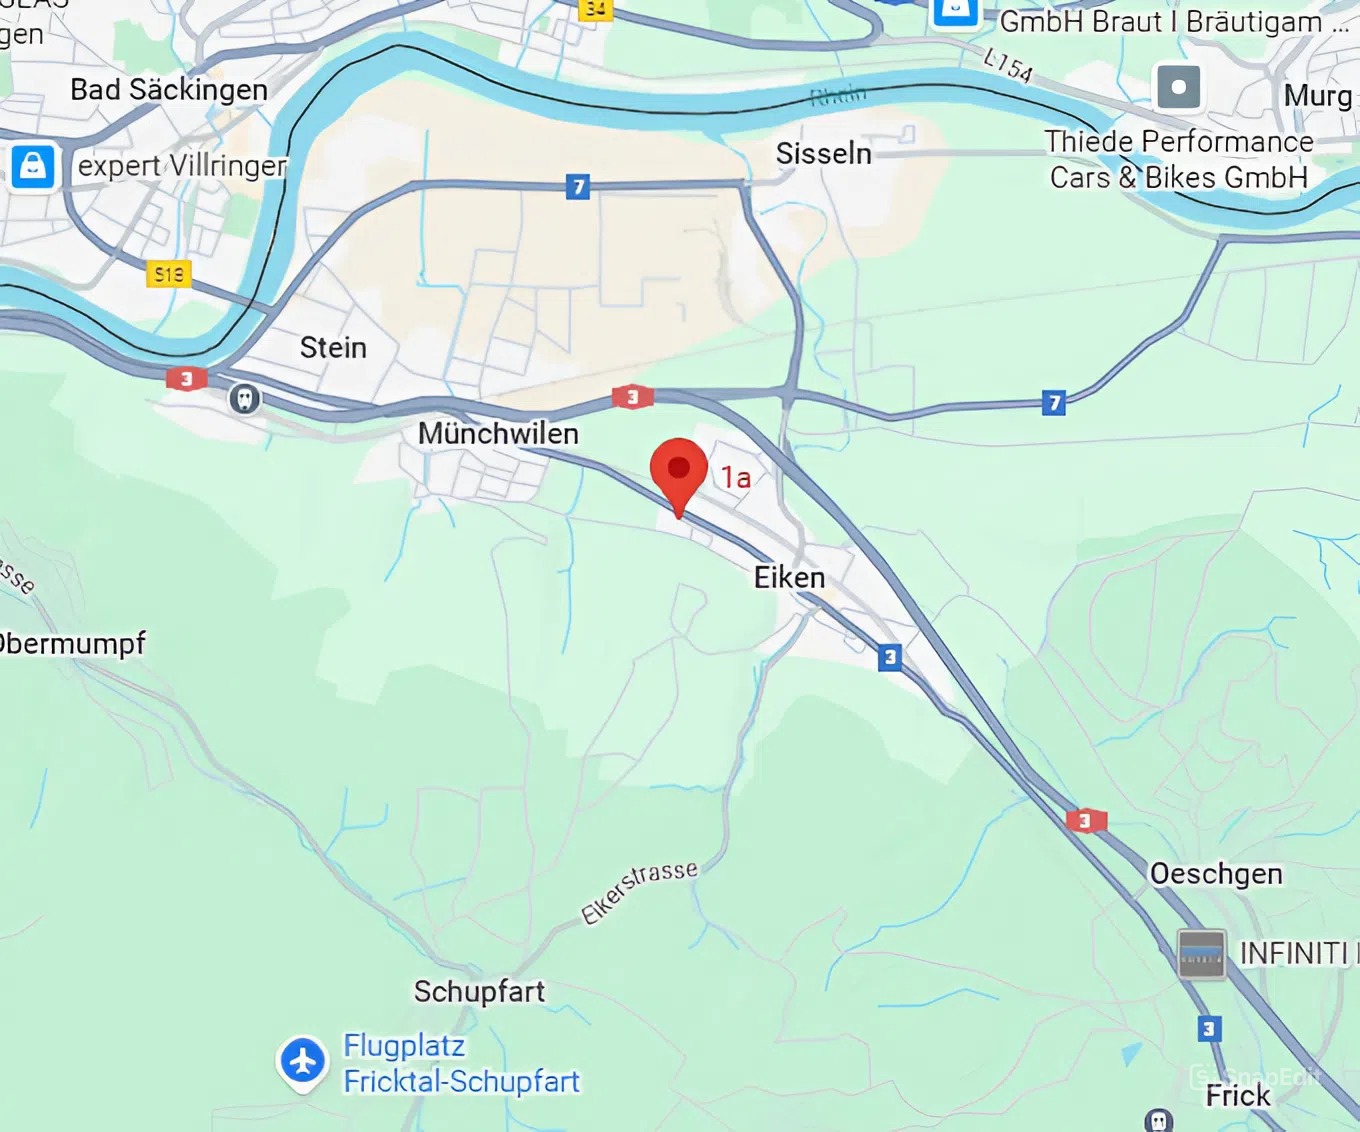 gen
34
GmbH Braut I Bräutigam ...
L154
Bad Säckingen
Rhein
Murg
Sisseln
Thiede Performance
Cars & Bikes GmbH
expert Villringer
7
518
Stein
3
3
7
Münchwilen
1a
Eiken
sse
Obermumpf
3
3
Oeschgen
Eikerstrasse
INFINITI
Schupfart
3
Flugplatz
Fricktal-Schupfart
SnapEdit
Frick